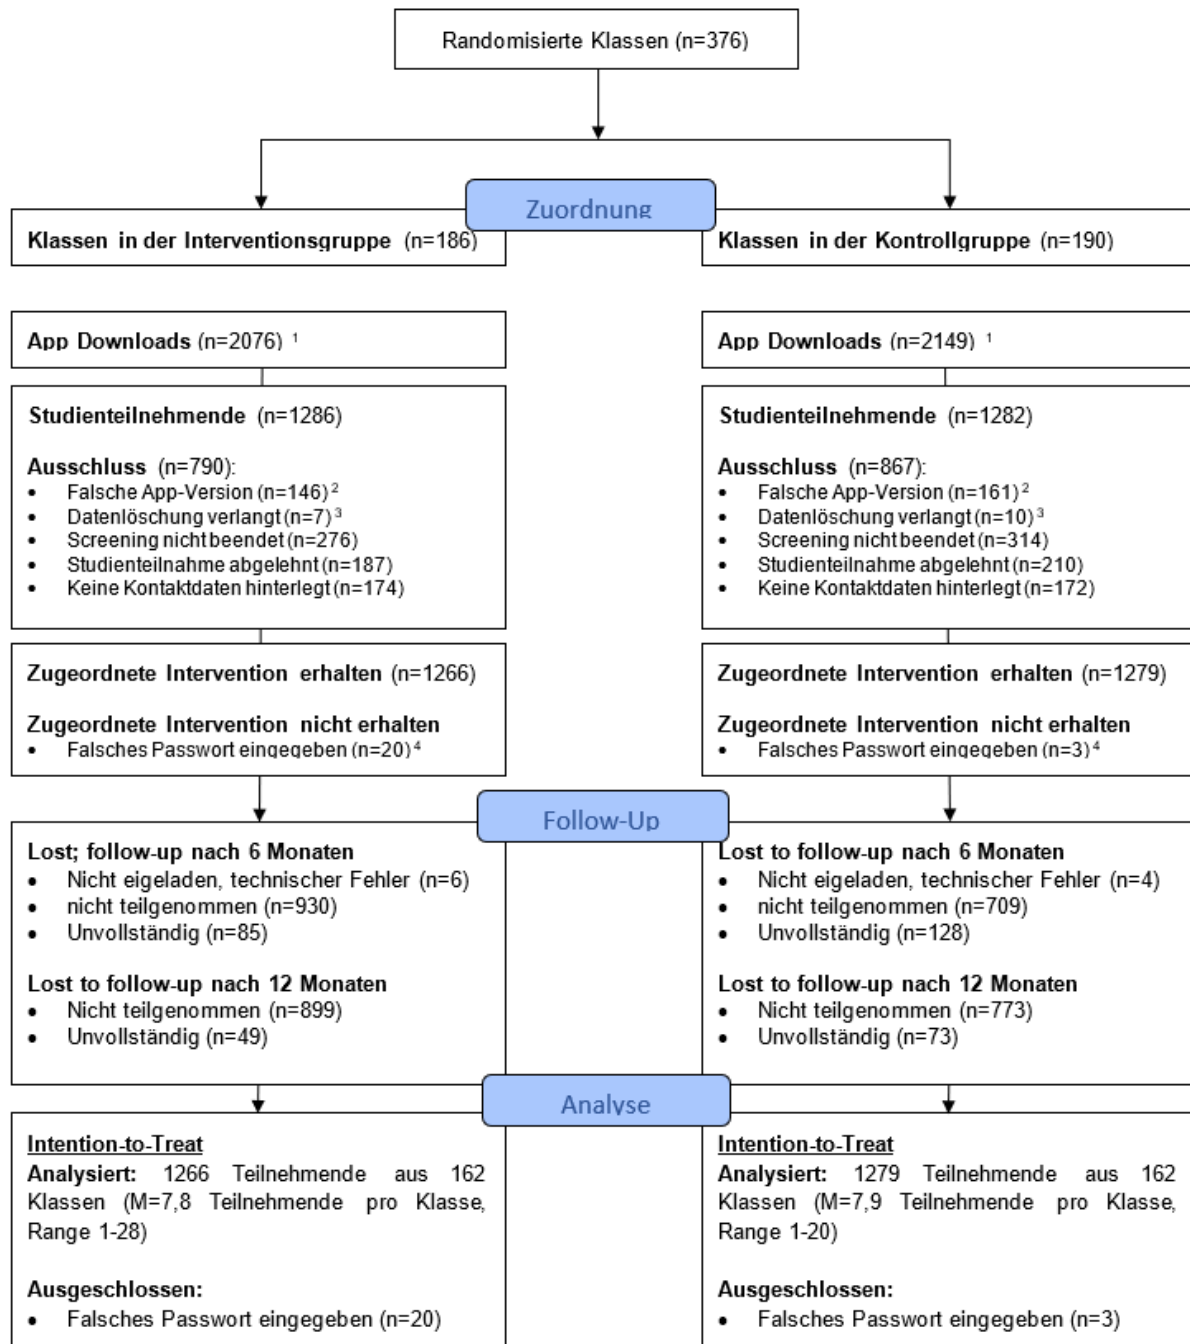 Randomisierte Klassen (n=376)
Zuordnung
Klassen in der Interventionsgruppe (n=186)
Klassen in der Kontrollgruppe (n=190)
App Downloads (n=2076) ¹
App Downloads (n=2149) ¹
Studienteilnehmende (n=1286)
Ausschluss (n=790):
• Falsche App-Version (n=146) ²
• Datenlöschung verlangt (n=7) ³
• Screening nicht beendet (n=276)
• Studienteilnahme abgelehnt (n=187)
• Keine Kontaktdaten hinterlegt (n=174)
Studienteilnehmende (n=1282)
Ausschluss (n=867):
• Falsche App-Version (n=161) ²
• Datenlöschung verlangt (n=10) ³
• Screening nicht beendet (n=314)
• Studienteilnahme abgelehnt (n=210)
• Keine Kontaktdaten hinterlegt (n=172)
Zugeordnete Intervention erhalten (n=1266)
Zugeordnete Intervention nicht erhalten
• Falsches Passwort eingegeben (n=20) ⁴
Zugeordnete Intervention erhalten (n=1279)
Zugeordnete Intervention nicht erhalten
• Falsches Passwort eingegeben (n=3) ⁴
Follow-Up
Lost; follow-up nach 6 Monaten
• Nicht eigeladen, technischer Fehler (n=6)
• nicht teilgenommen (n=930)
• Unvollständig (n=85)
Lost to follow-up nach 12 Monaten
• Nicht teilgenommen (n=899)
• Unvollständig (n=49)
Lost to follow-up nach 6 Monaten
• Nicht eigeladen, technischer Fehler (n=4)
• nicht teilgenommen (n=709)
• Unvollständig (n=128)
Lost to follow-up nach 12 Monaten
• Nicht teilgenommen (n=773)
• Unvollständig (n=73)
Analyse
Intention-to-Treat
Analysiert: 1266 Teilnehmende aus 162
Klassen (M=7,8 Teilnehmende pro Klasse,
Range 1-28)
Ausgeschlossen:
• Falsches Passwort eingegeben (n=20)
Intention-to-Treat
Analysiert: 1279 Teilnehmende aus 162
Klassen (M=7,9 Teilnehmende pro Klasse,
Range 1-20)
Ausgeschlossen:
• Falsches Passwort eingegeben (n=3)